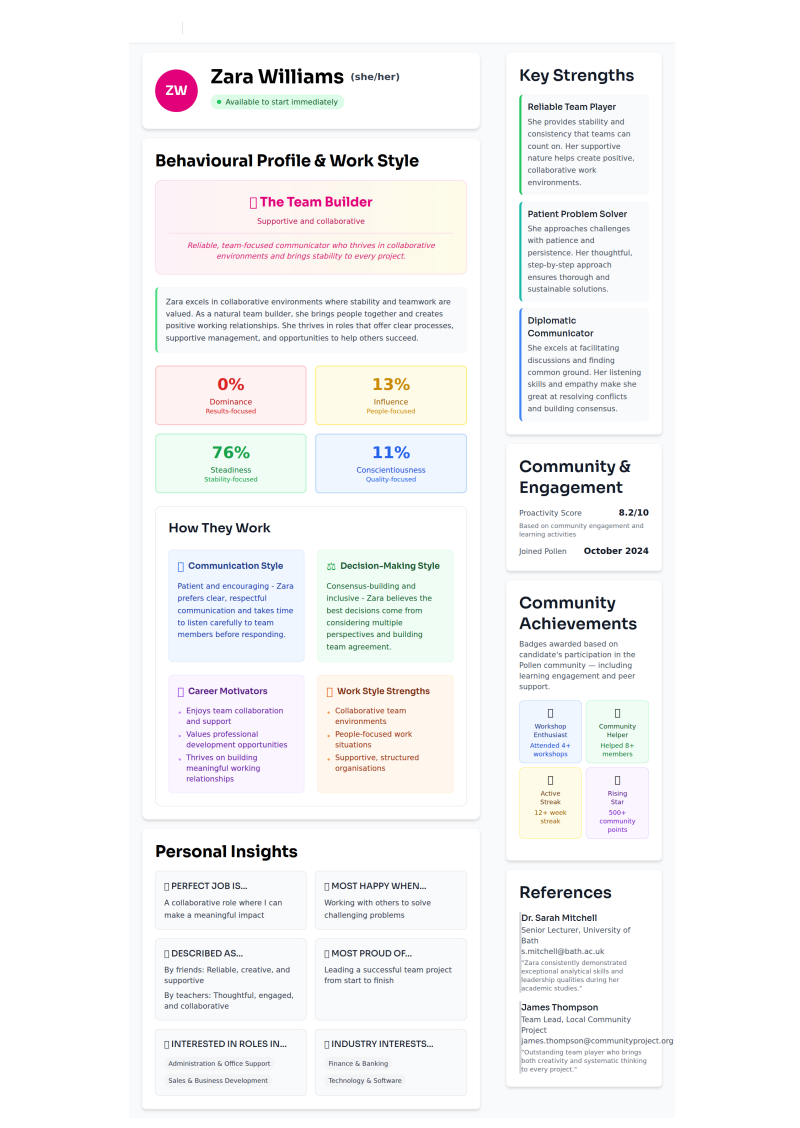 ZW
Zara Williams (she/her)
Available to start immediately
Behavioural Profile & Work Style
The Team Builder
Supportive and collaborative
Reliable, team-focused communicator who thrives in collaborative
environments and brings stability to every project.
Zara excels in collaborative environments where stability and teamwork are
valued. As a natural team builder, she brings people together and creates
positive working relationships. She thrives in roles that offer clear processes,
supportive management, and opportunities to help others succeed.
0%
Dominance
Results-focused
13%
Influence
People-focused
76%
Steadiness
Stability-focused
11%
Conscientiousness
Quality-focused
How They Work
Communication Style
Patient and encouraging - Zara
prefers clear, respectful
communication and takes time
to listen carefully to team
members before responding.
⚖ Decision-Making Style
Consensus-building and
inclusive - Zara believes the
best decisions come from
considering multiple
perspectives and building
team agreement.
Career Motivators
• Enjoys team collaboration
and support
• Values professional
development opportunities
• Thrives on building
meaningful working
relationships
Work Style Strengths
• Collaborative team
environments
• People-focused work
situations
• Supportive, structured
organisations
Personal Insights
PERFECT JOB IS...
A collaborative role where I can
make a meaningful impact
MOST HAPPY WHEN...
Working with others to solve
challenging problems
DESCRIBED AS...
By friends: Reliable, creative, and
supportive
By teachers: Thoughtful, engaged,
and collaborative
MOST PROUD OF...
Leading a successful team project
from start to finish
INTERESTED IN ROLES IN...
Administration & Office Support
Sales & Business Development
INDUSTRY INTERESTS...
Finance & Banking
Technology & Software
Key Strengths
Reliable Team Player
She provides stability and
consistency that teams can
count on. Her supportive
nature helps create positive,
collaborative work
environments.
Patient Problem Solver
She approaches challenges
with patience and
persistence. Her thoughtful,
step-by-step approach
ensures thorough and
sustainable solutions.
Diplomatic
Communicator
She excels at facilitating
discussions and finding
common ground. Her listening
skills and empathy make she
great at resolving conflicts
and building consensus.
Community &
Engagement
Proactivity Score 8.2/10
Based on community engagement and
learning activities
Joined Pollen October 2024
Community
Achievements
Badges awarded based on
candidate's participation in the
Pollen community — including
learning engagement and peer
support.
Workshop
Enthusiast
Attended 4+
workshops
Community
Helper
Helped 8+
members
Active
Streak
12+ week
streak
Rising
Star
500+
community
points
References
Dr. Sarah Mitchell
Senior Lecturer, University of
Bath
s.mitchell@bath.ac.uk
"Zara consistently demonstrated
exceptional analytical skills and
leadership qualities during her
academic studies."
James Thompson
Team Lead, Local Community
Project
james.thompson@communityproject.org
"Outstanding team player who brings
both creativity and systematic thinking
to every project."